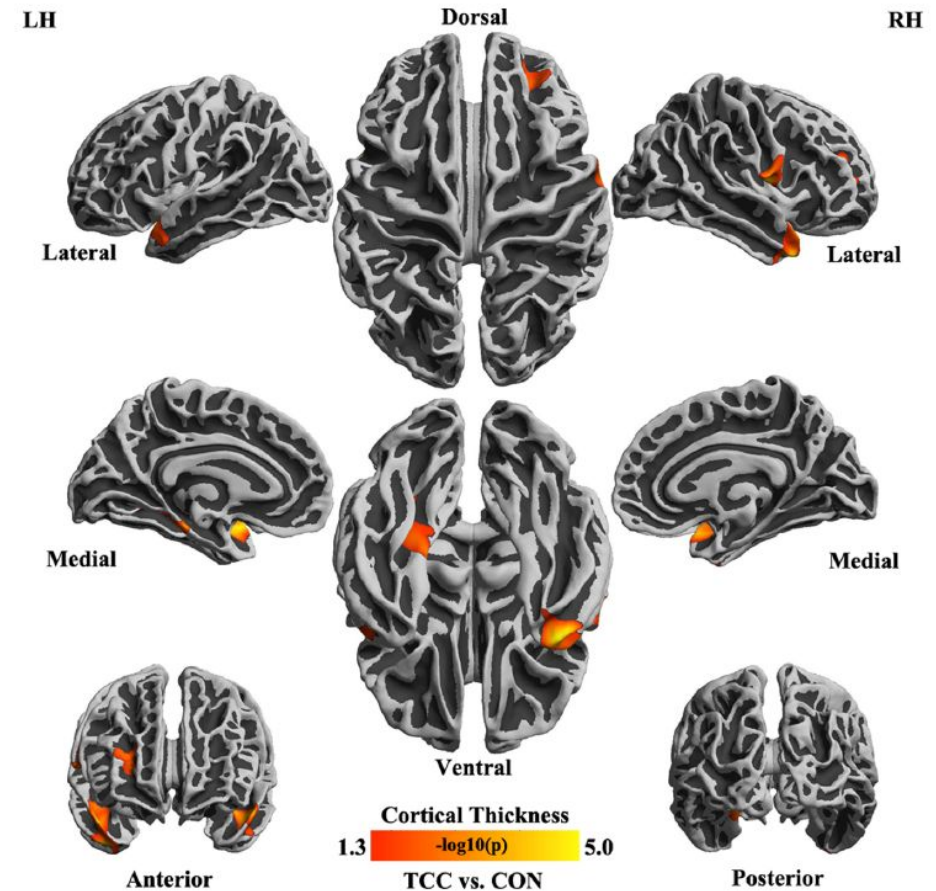 LH
Dorsal
RH
Lateral
Lateral
Medial
Medial
Ventral
Cortical Thickness
1.3 -log10(p) 5.0
TCC vs. CON
Anterior
Posterior